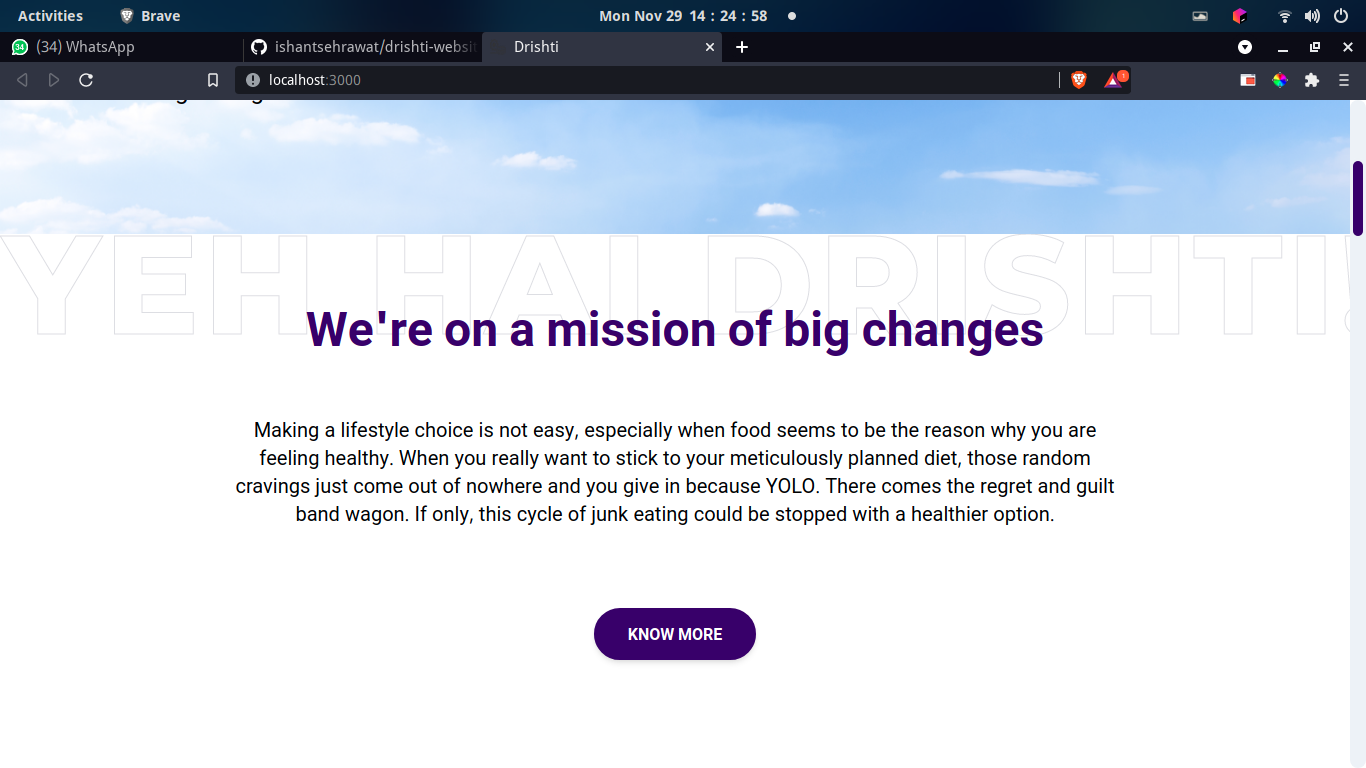 Activities Brave Mon Nov 29 14 : 24 : 58
34 (34) WhatsApp ishantsehrawat/drishti-websit Drishti
localhost:3000 1
YEH HAI DRISHTI
We're on a mission of big changes
Making a lifestyle choice is not easy, especially when food seems to be the reason why you are
feeling healthy. When you really want to stick to your meticulously planned diet, those random
cravings just come out of nowhere and you give in because YOLO. There comes the regret and guilt
band wagon. If only, this cycle of junk eating could be stopped with a healthier option.
KNOW MORE